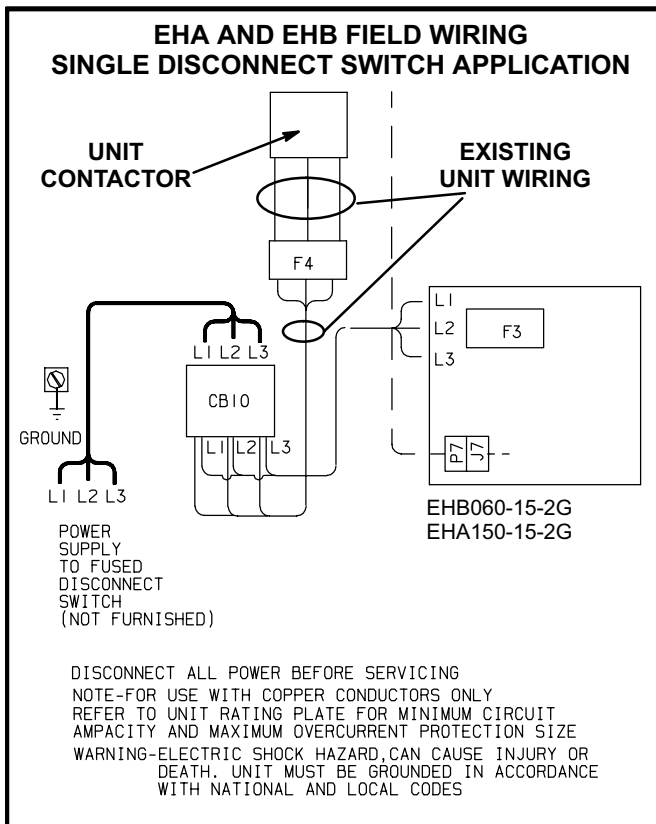 EHA AND EHB FIELD WIRING
SINGLE DISCONNECT SWITCH APPLICATION
UNIT
CONTACTOR
EXISTING
UNIT WIRING
F4
L1
L2
L3
F3
L1 L2 L3
CB10
GROUND
L1 L2 L3
L1 L2 L3
P7 J7
EHB060-15-2G
EHA150-15-2G
POWER
SUPPLY
TO FUSED
DISCONNECT
SWITCH
(NOT FURNISHED)
DISCONNECT ALL POWER BEFORE SERVICING
NOTE-FOR USE WITH COPPER CONDUCTORS ONLY
REFER TO UNIT RATING PLATE FOR MINIMUM CIRCUIT
AMPACITY AND MAXIMUM OVERCURRENT PROTECTION SIZE
WARNING-ELECTRIC SHOCK HAZARD,CAN CAUSE INJURY OR
DEATH. UNIT MUST BE GROUNDED IN ACCORDANCE
WITH NATIONAL AND LOCAL CODES